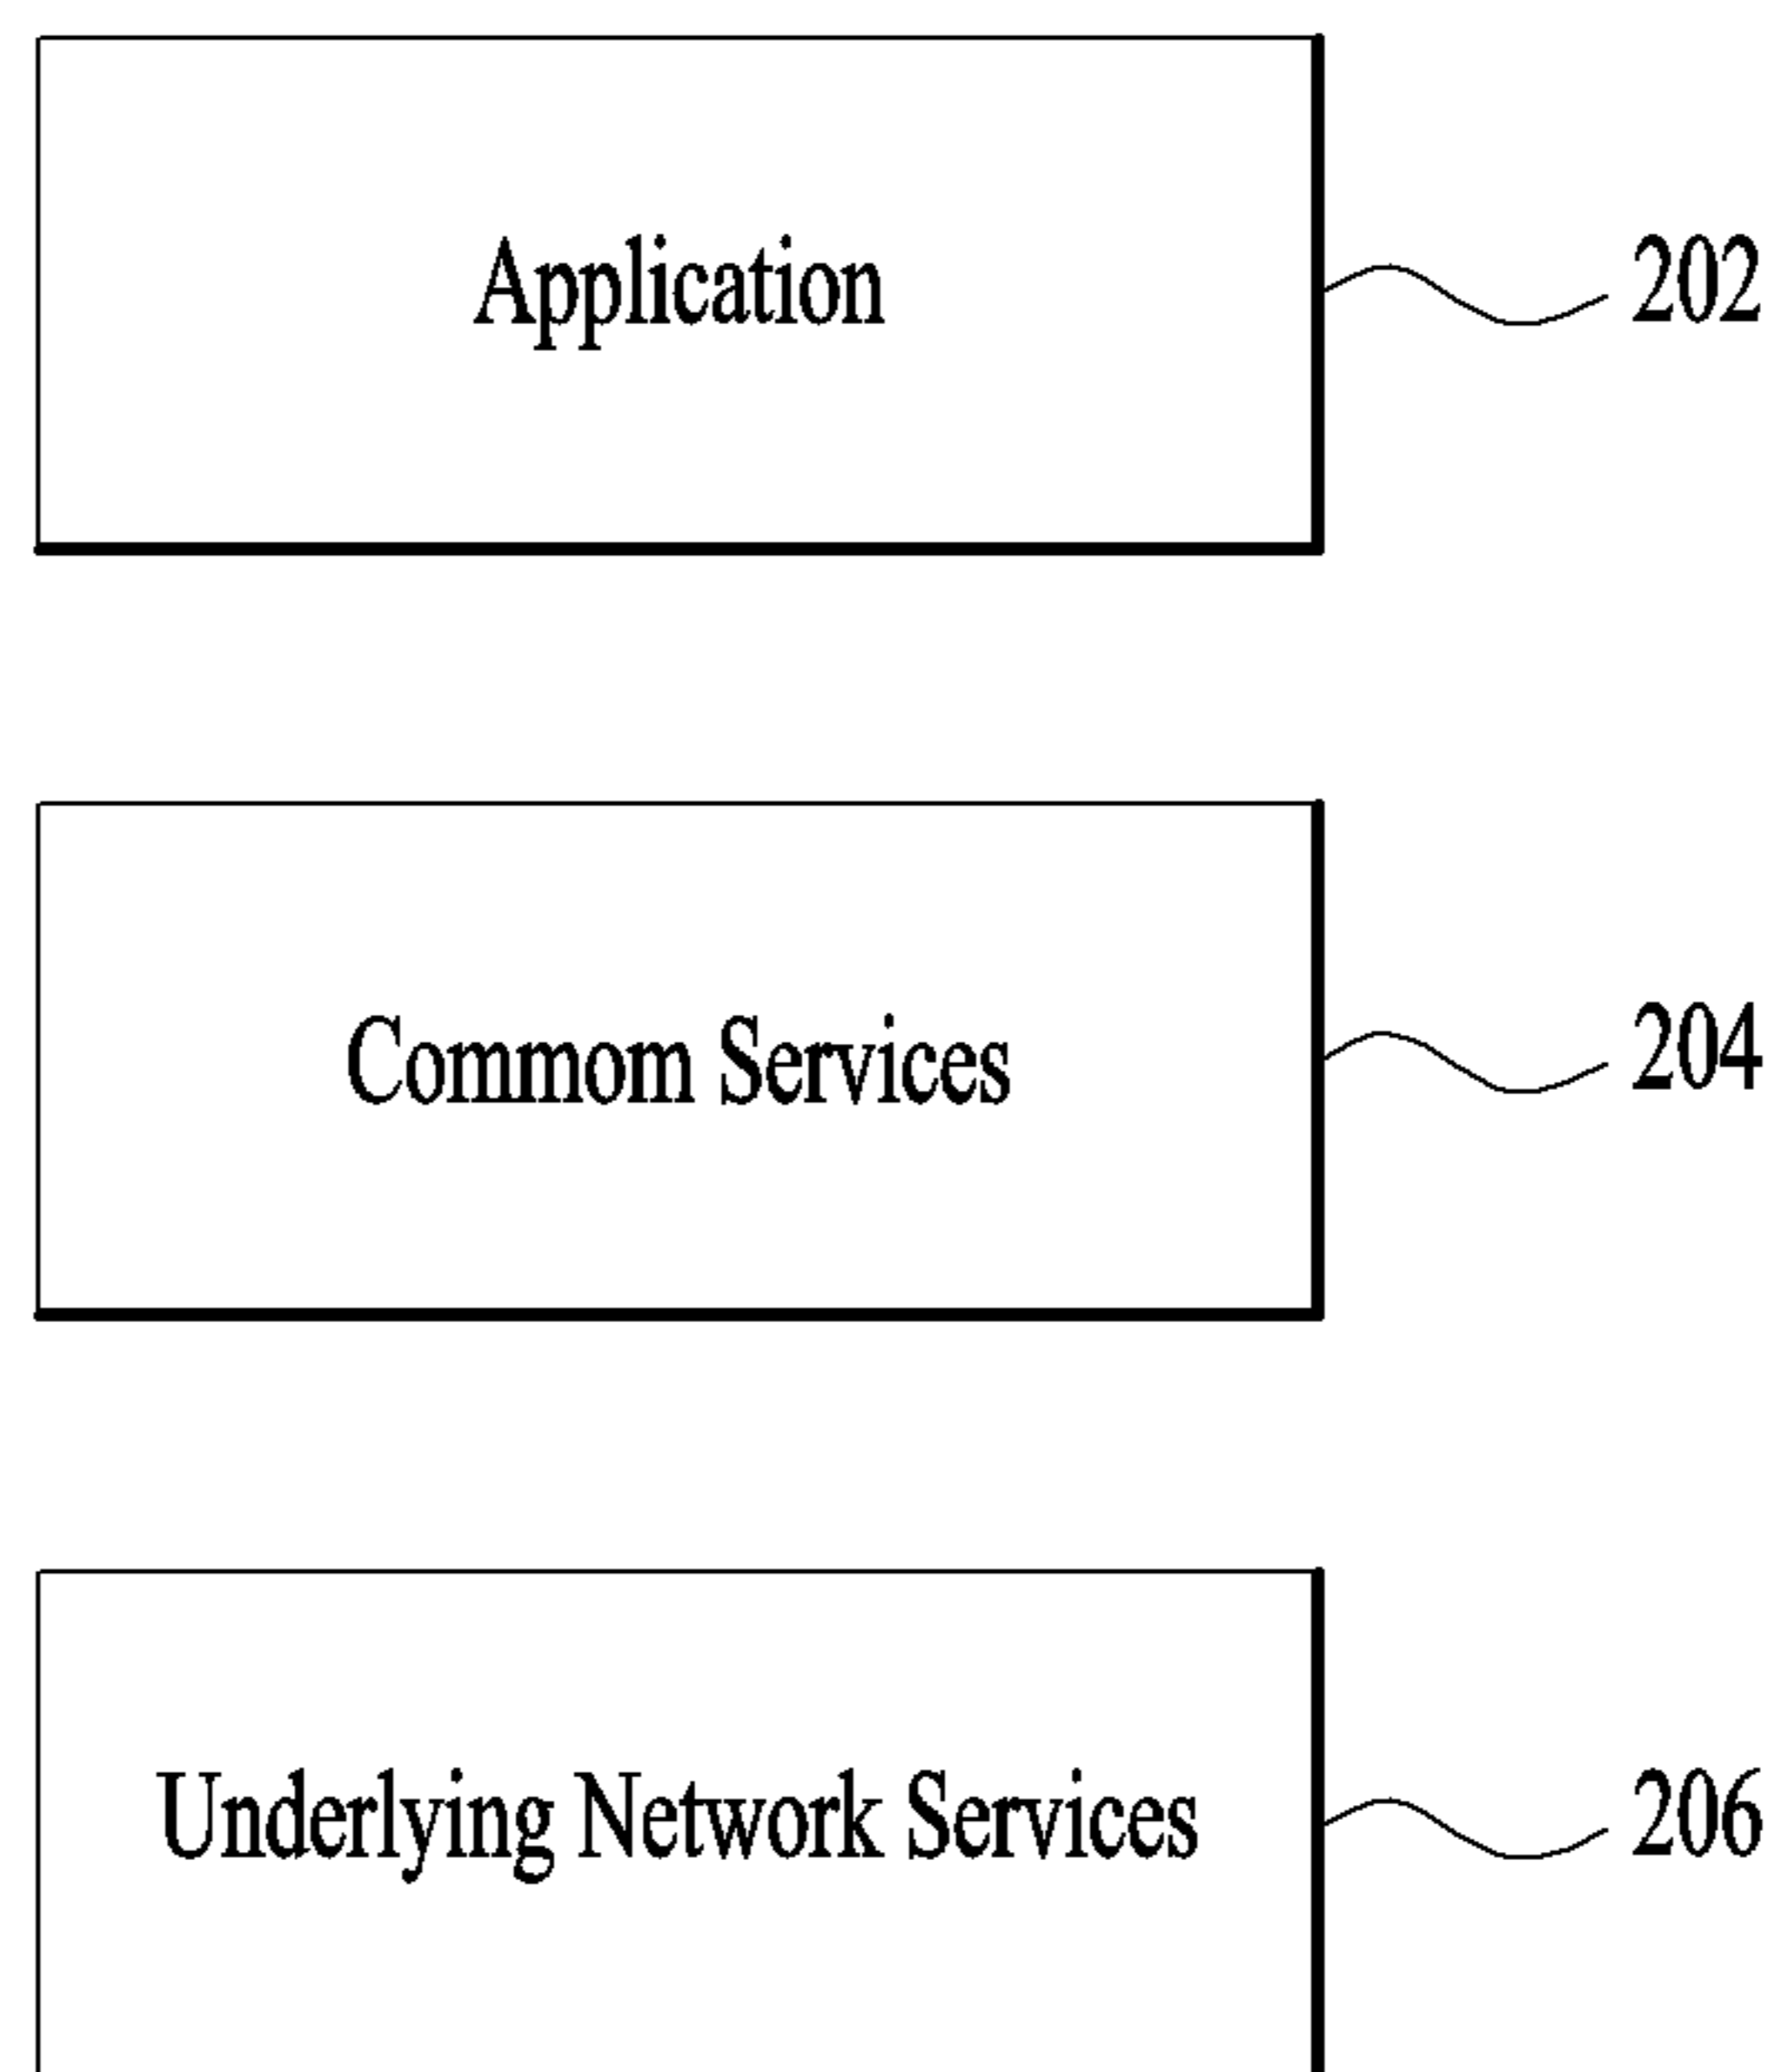 Application 202
Commom Services 204
Underlying Network Services 206